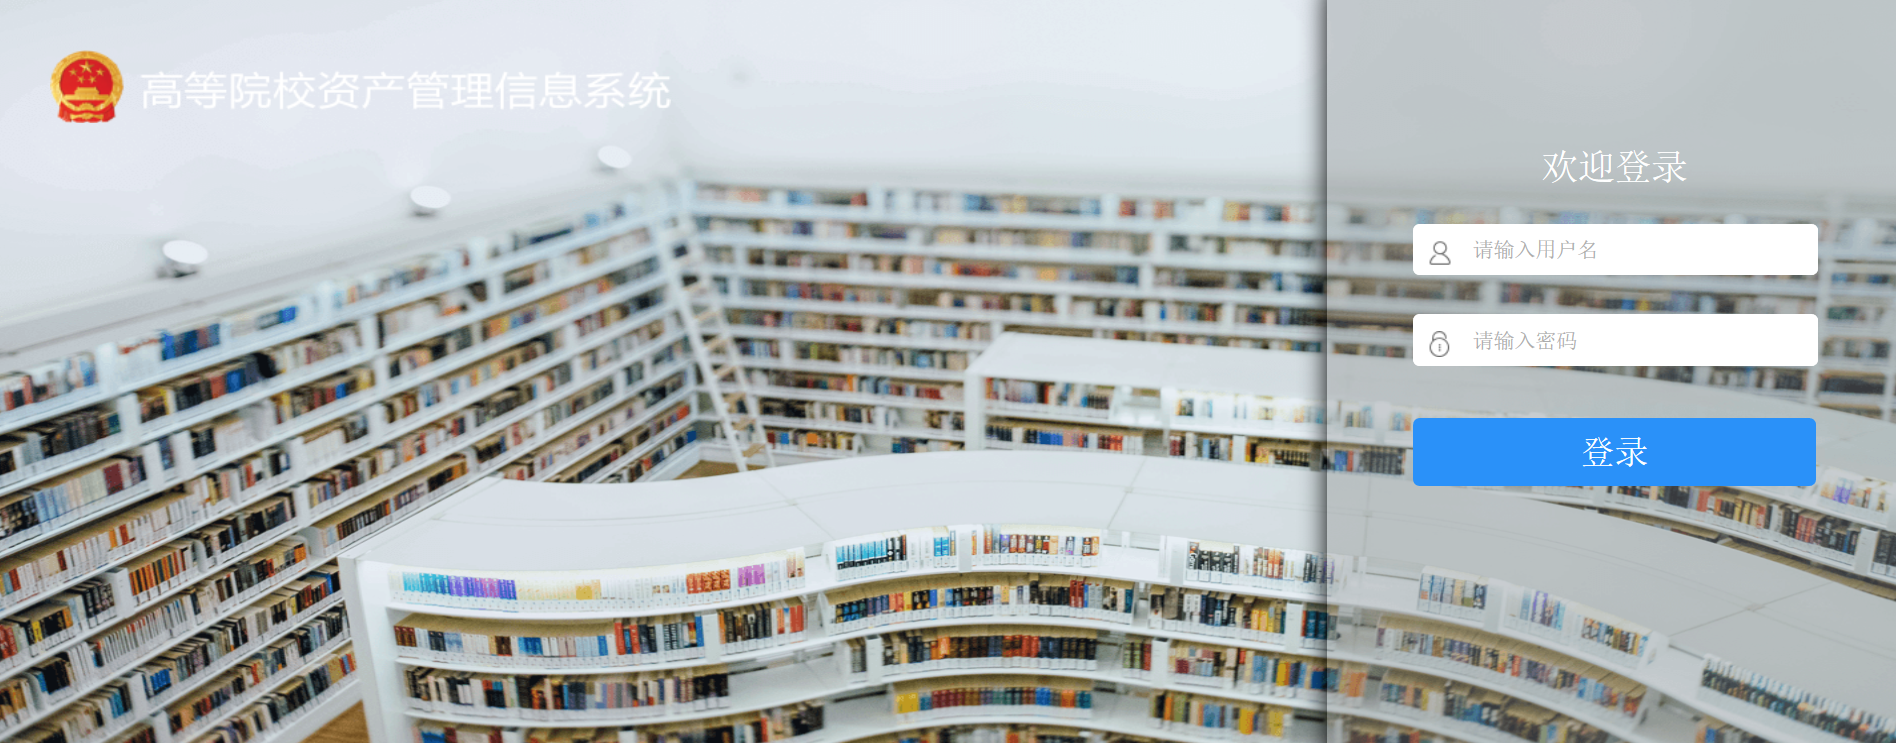 高等院校资产管理信息系统
欢迎登录
请输入用户名
请输入密码
登录